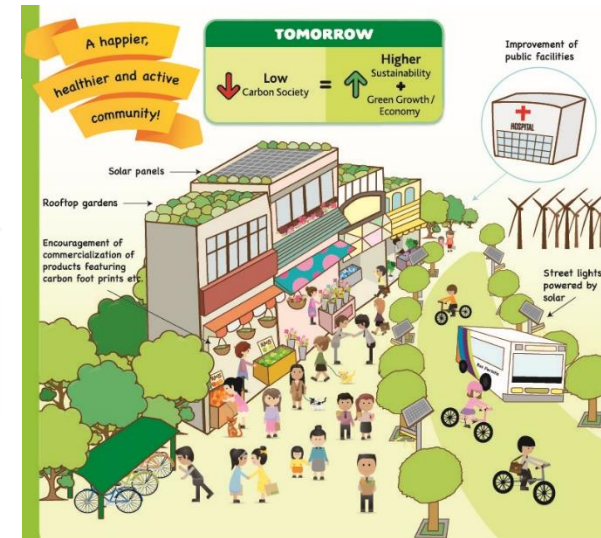 A happier,
healthier and active
community!
TOMORROW
Low
Carbon Society
=
Higher
Sustainability
+
Green Growth/
Economy
Improvement of
public facilities
HOSPITAL
Solar panels
Rooftop gardens
Encouragement of
commercialization of
products featuring
carbon foot prints etc.
Street lights
powered by
solar